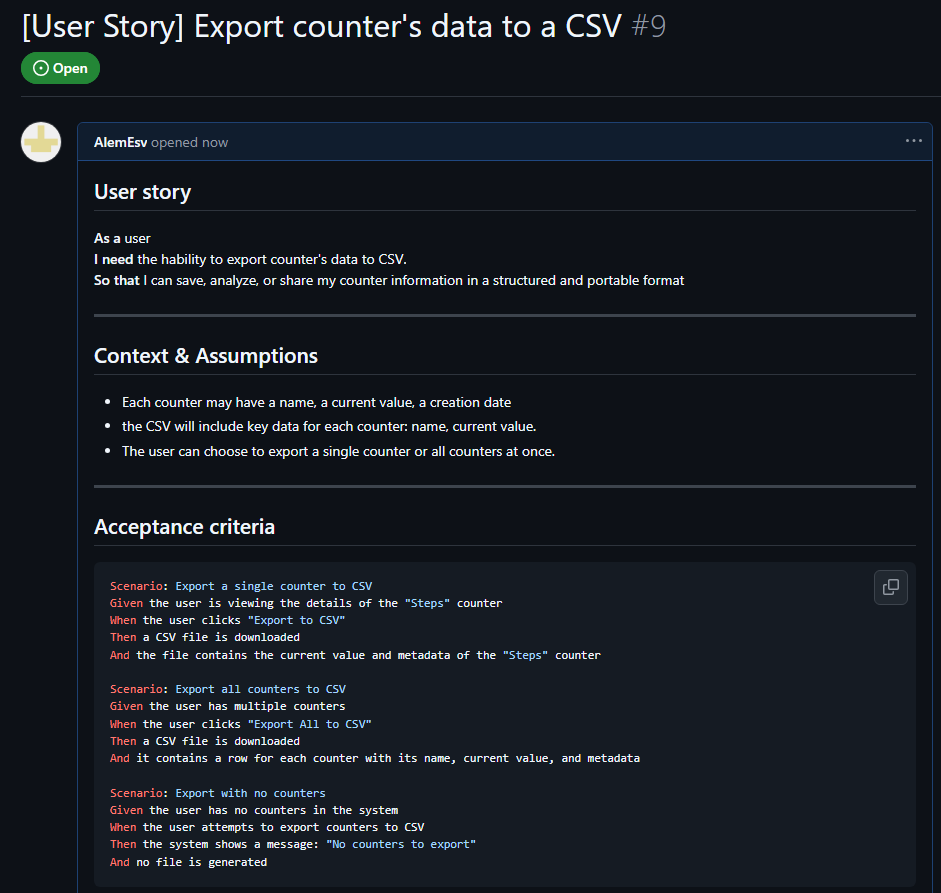 [User Story] Export counter's data to a CSV #9
Open
AlemEsv opened now
User story
As a user
I need the hability to export counter's data to CSV.
So that I can save, analyze, or share my counter information in a structured and portable format
Context & Assumptions
Each counter may have a name, a current value, a creation date
the CSV will include key data for each counter: name, current value.
The user can choose to export a single counter or all counters at once.
Acceptance criteria
Scenario: Export a single counter to CSV
Given the user is viewing the details of the "Steps" counter
When the user clicks "Export to CSV"
Then a CSV file is downloaded
And the file contains the current value and metadata of the "Steps" counter
Scenario: Export all counters to CSV
Given the user has multiple counters
When the user clicks "Export All to CSV"
Then a CSV file is downloaded
And it contains a row for each counter with its name, current value, and metadata
Scenario: Export with no counters
Given the user has no counters in the system
When the user attempts to export counters to CSV
Then the system shows a message: "No counters to export"
And no file is generated